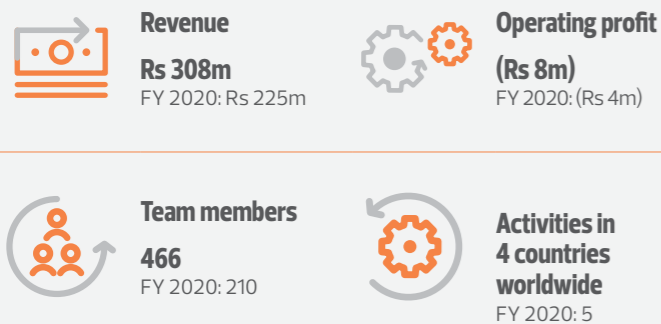 Revenue
Rs 308m
FY 2020: Rs 225m
Operating profit
(Rs 8m)
FY 2020: (Rs 4m)
Team members
466
FY 2020: 210
Activities in
4 countries
worldwide
FY 2020: 5